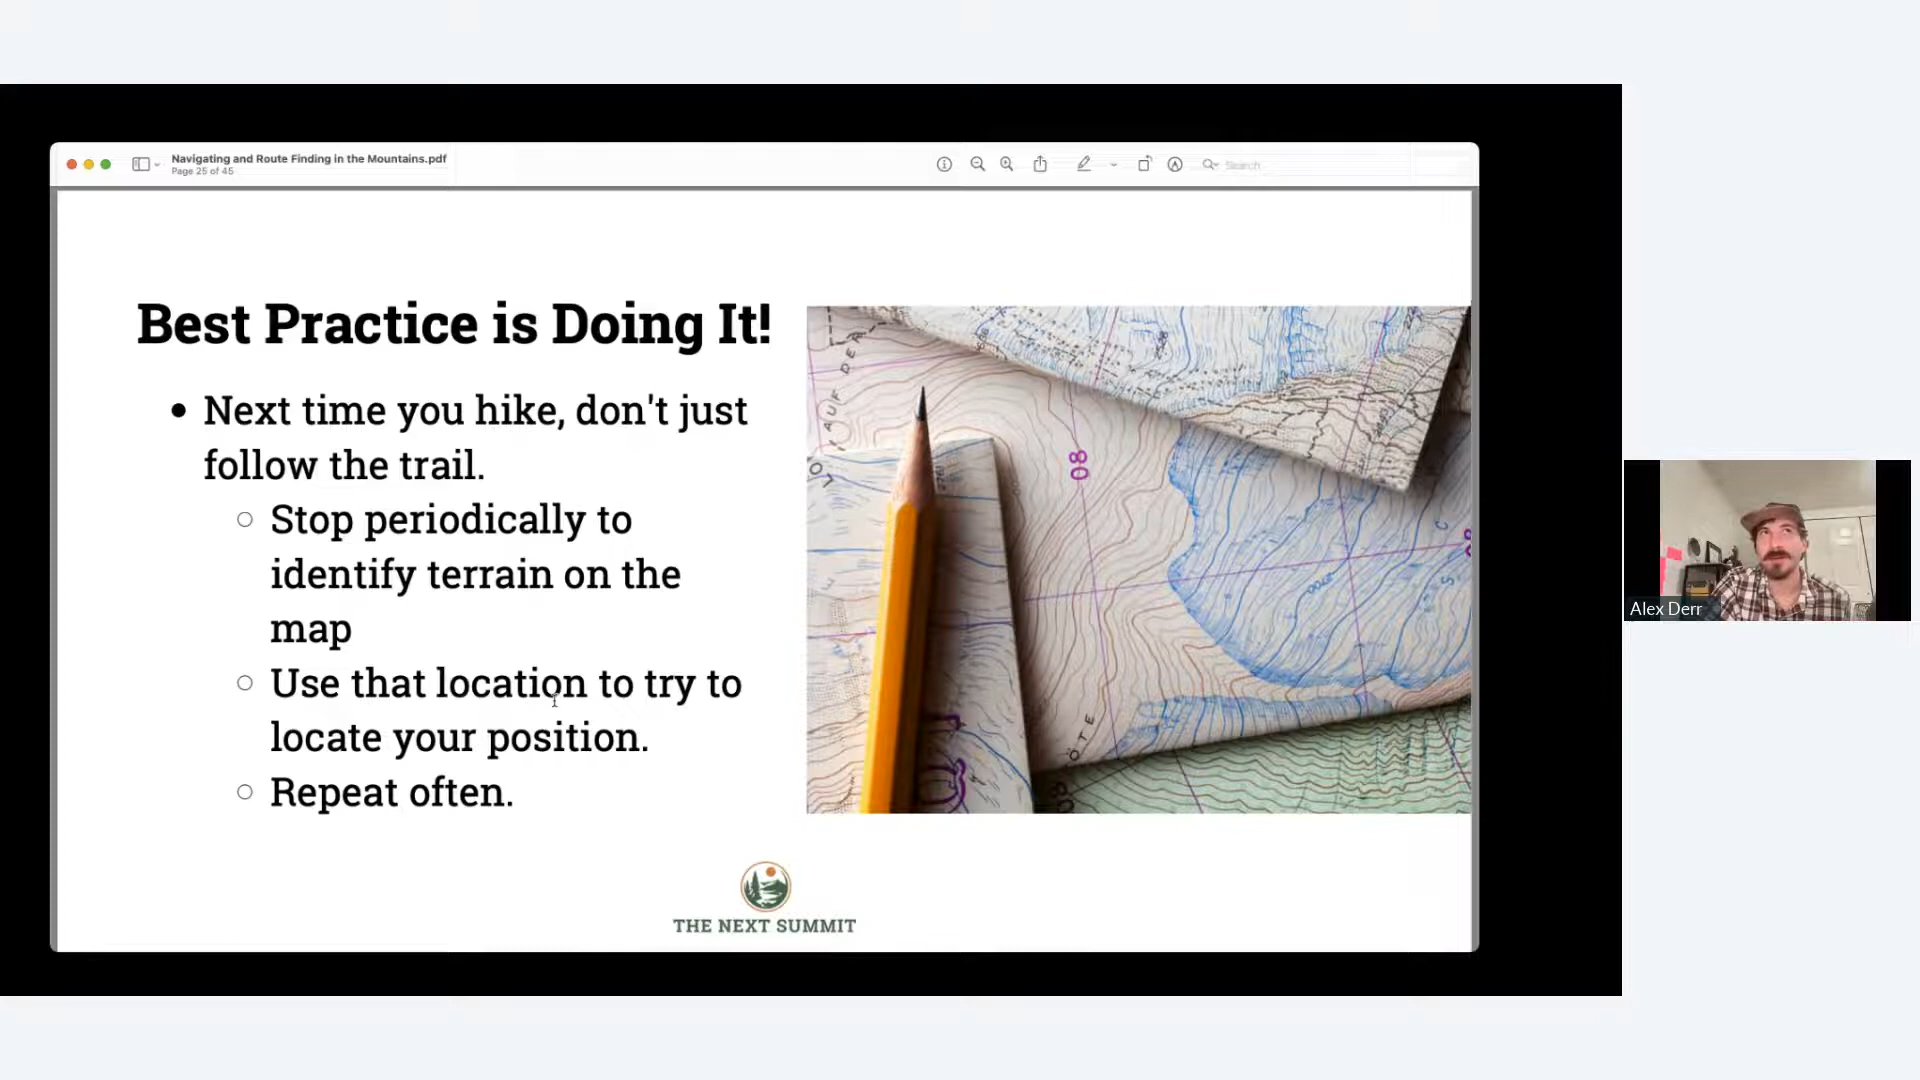 Navigating and Route Finding in the Mountains.pdf
Page 25 of 45
Search
Best Practice is Doing It!
• Next time you hike, don't just
follow the trail.
○ Stop periodically to
identify terrain on the
map
○ Use that location to try to
locate your position.
○ Repeat often.
08
THE NEXT SUMMIT
Alex Derr